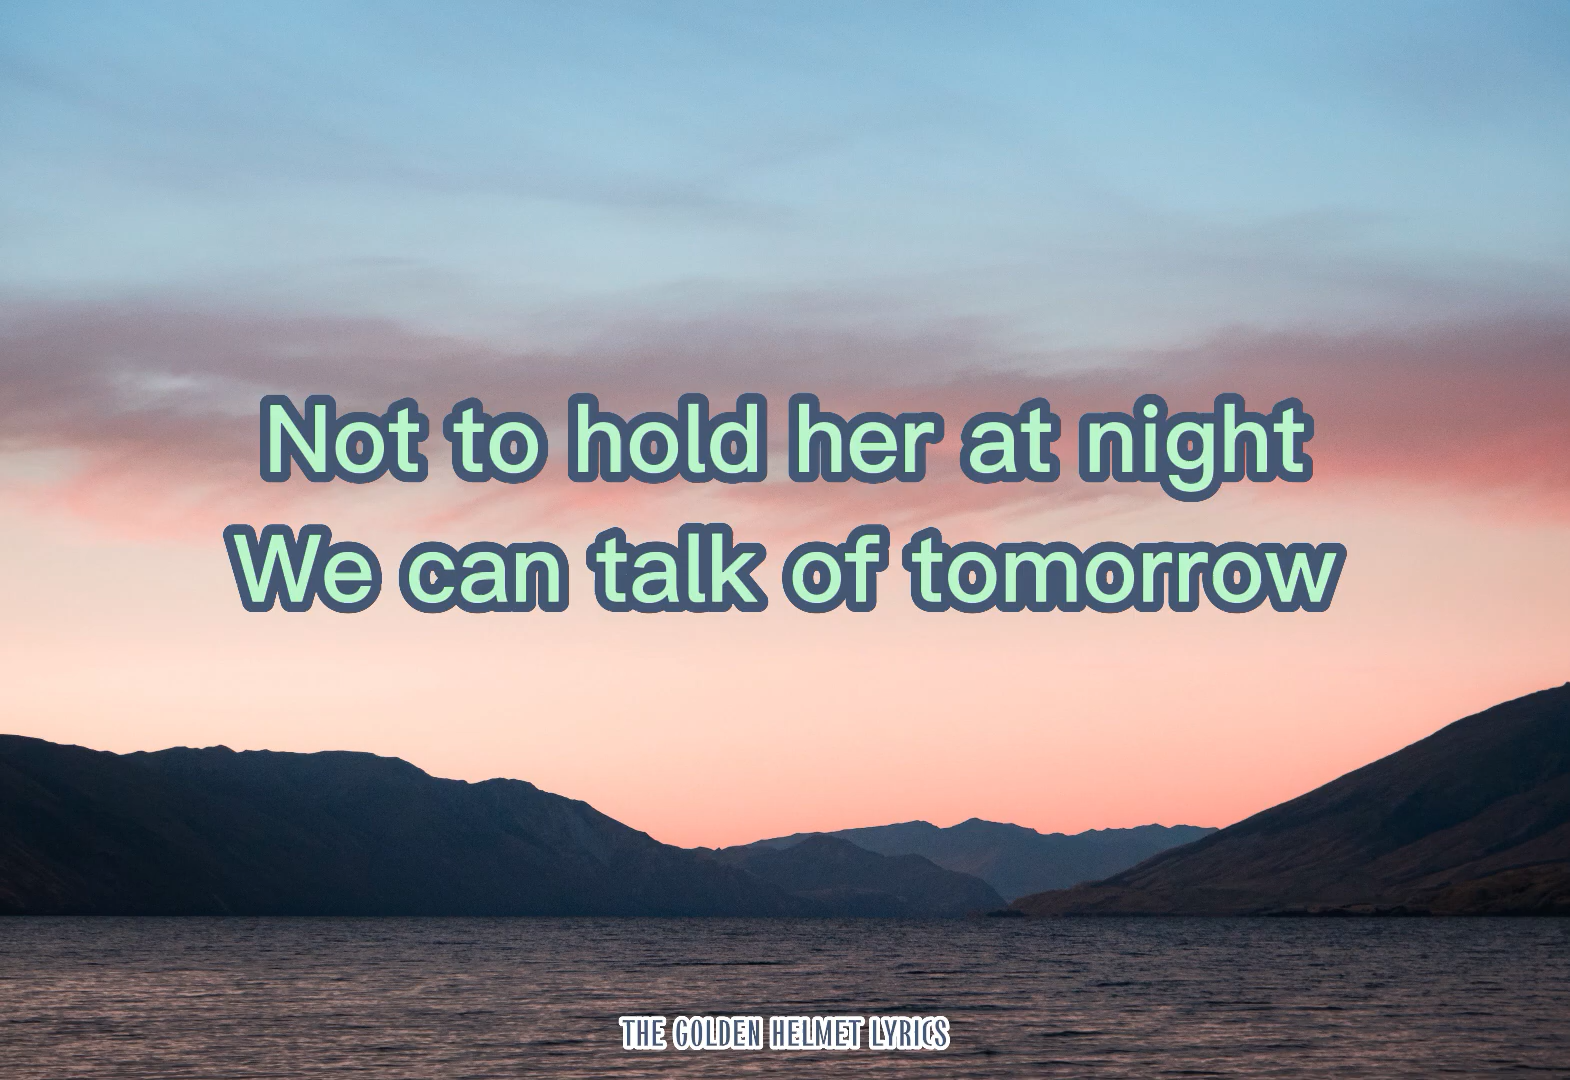 Not to hold her at night
We can talk of tomorrow
THE GOLDEN HELMET LYRICS